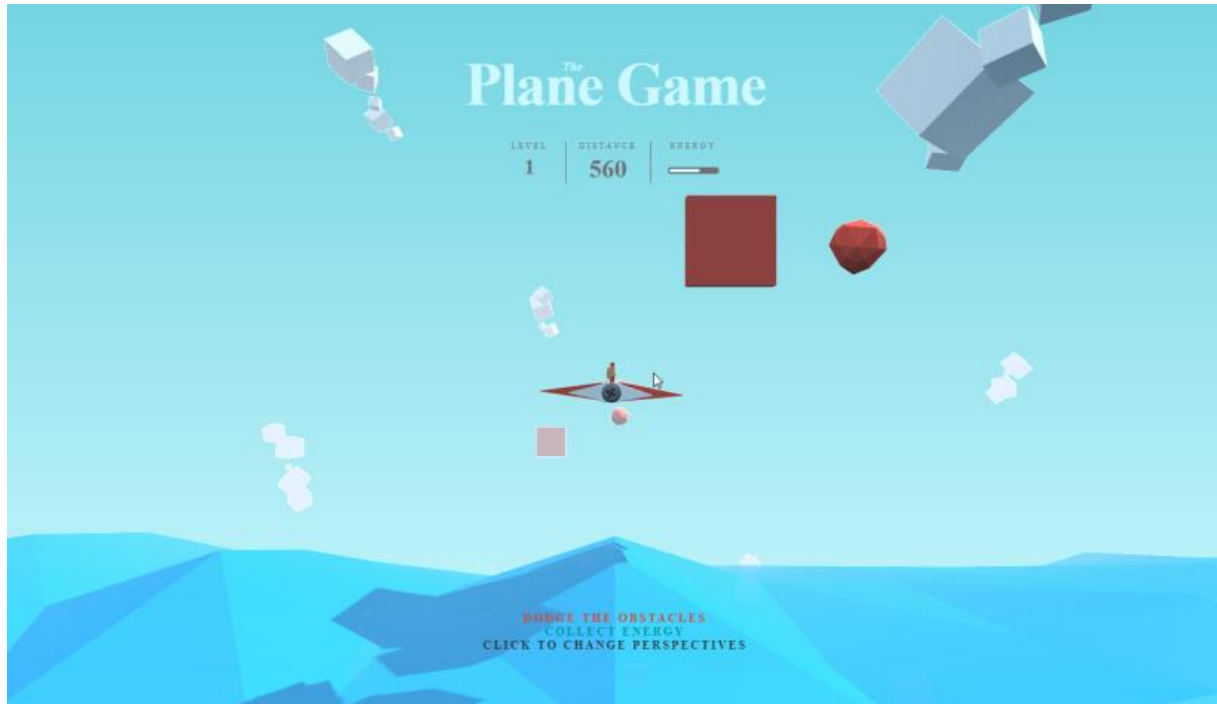 The
Plane Game
LEVEL DISTANCE ENERGY
1 560
DODGE THE OBSTACLES
COLLECT ENERGY
CLICK TO CHANGE PERSPECTIVES